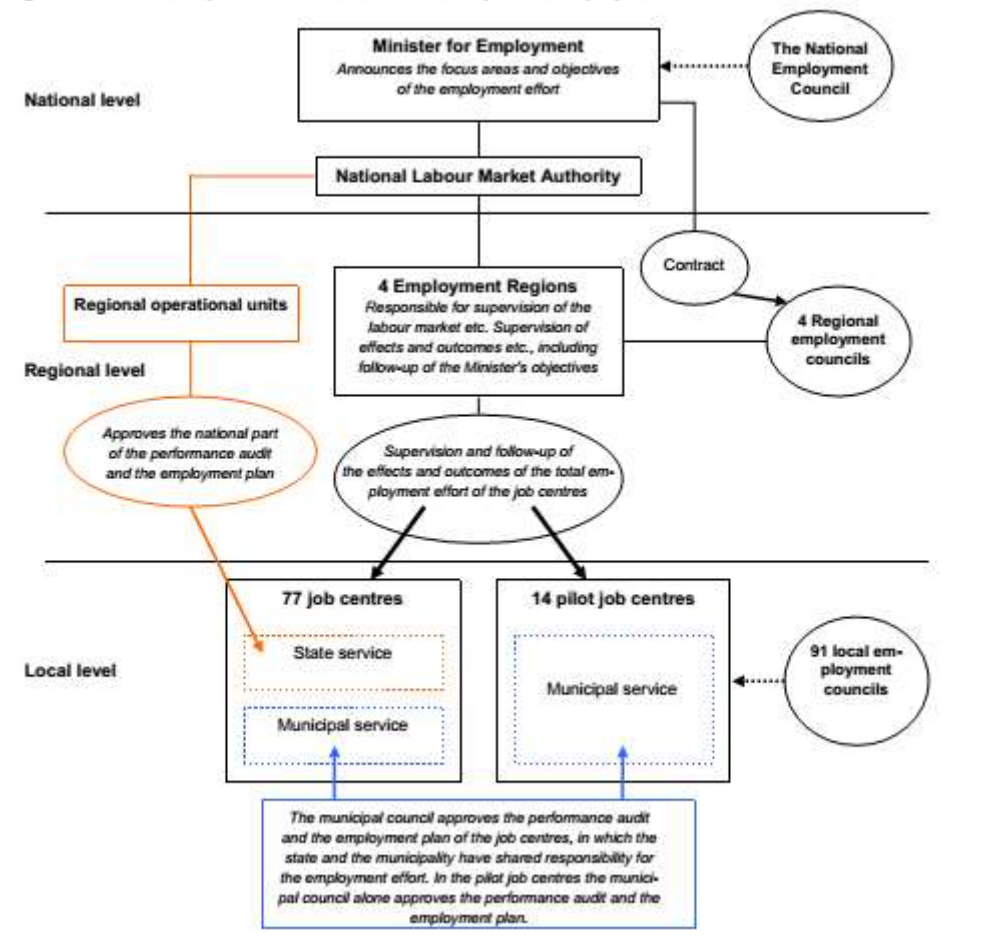 Minister for Employment
Announces the focus areas and objectives
of the employment effort
The National
Employment
Council
National level
National Labour Market Authority
Contract
4 Employment Regions
Responsible for supervision of the
labour market etc. Supervision of
effects and outcomes etc., including
follow-up of the Minister's objectives
Regional operational units
4 Regional
employment
councils
Regional level
Approves the national part
of the performance audit
and the employment plan
Supervision and follow-up of
the effects and outcomes of the total em-
ployment effort of the job centres
77 job centres
State service
Municipal service
14 pilot job centres
Municipal service
Local level
91 local em-
ployment
councils
The municipal council approves the performance audit
and the employment plan of the job centres, in which the
state and the municipality have shared responsibility for
the employment effort. In the pilot job centres the munici-
pal council alone approves the performance audit and the
employment plan.